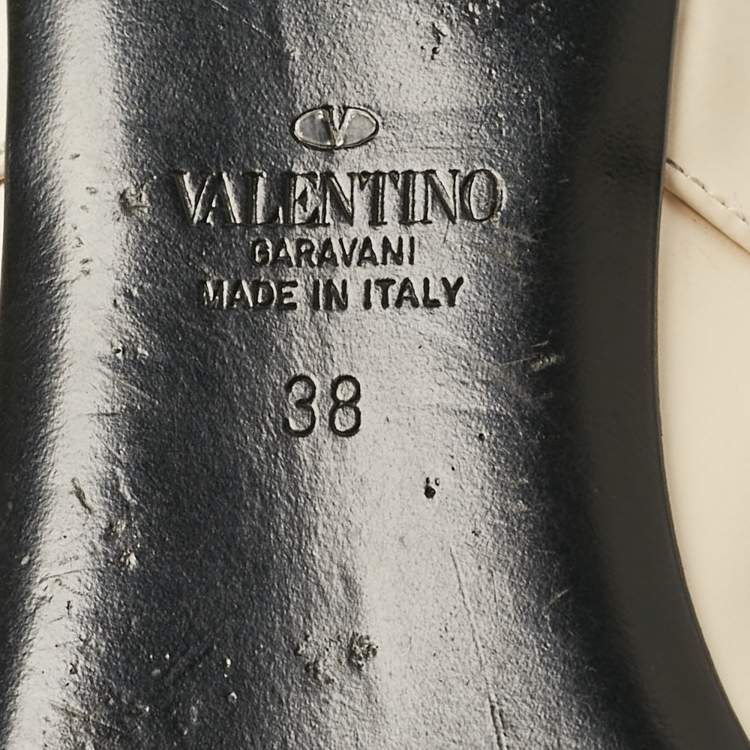 V
VALENTINO
GARAVANI
MADE IN ITALY
38